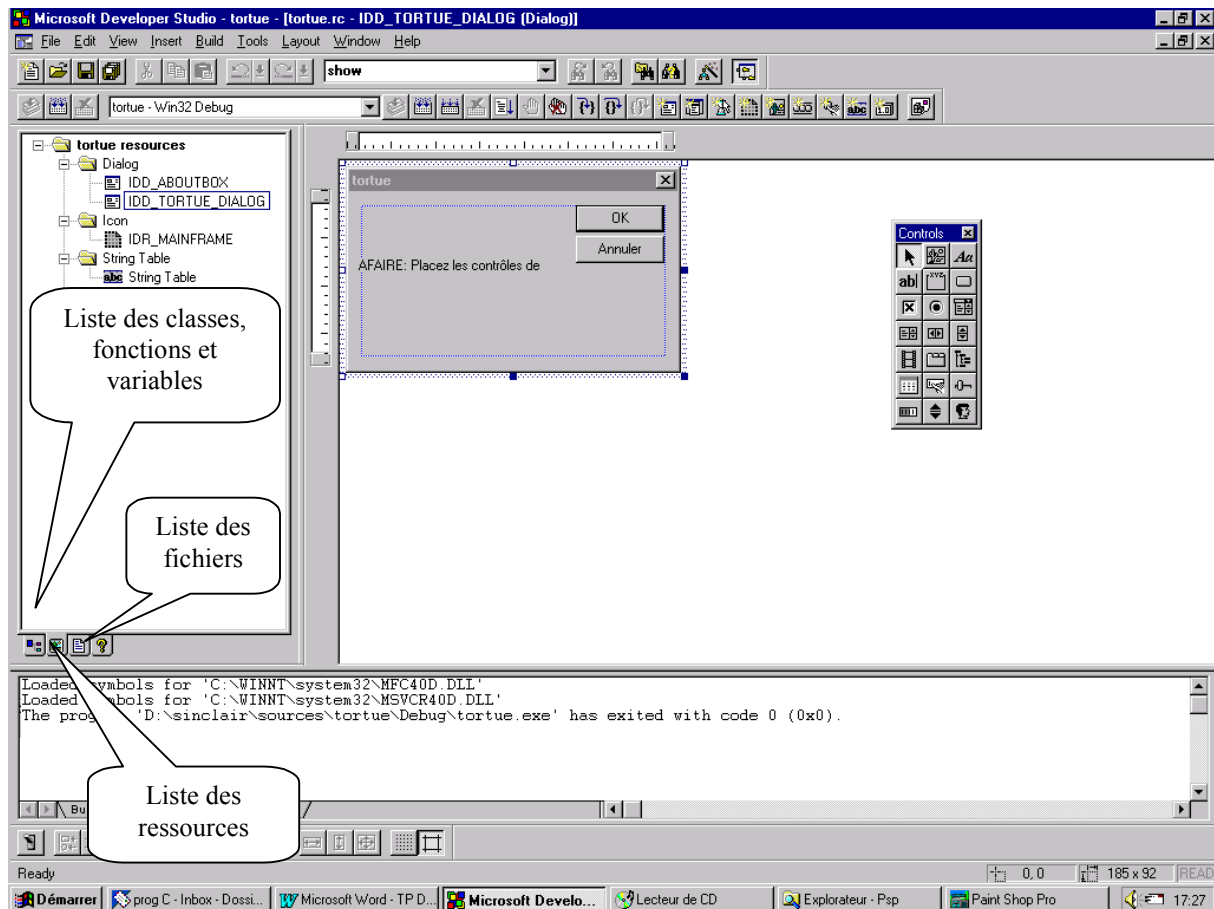 Microsoft Developer Studio - tortue - [tortue.rc - IDD_TORTUE_DIALOG (Dialog)]
File Edit View Insert Build Tools Layout Window Help
show
tortue - Win32 Debug
tortue resources
Dialog
IDD_ABOUTBOX
IDD_TORTUE_DIALOG
Icon
IDR_MAINFRAME
String Table
abc String Table
tortue
OK
Annuler
AFAIRE: Placez les contrôles de
Controls
Aa
ab|
Liste des classes,
fonctions et
variables
Liste des
fichiers
Loaded symbols for 'C:\WINNT\system32\MFC40D.DLL'
Loaded symbols for 'C:\WINNT\system32\MSVCR40D.DLL'
The 'D:\sinclair\sources\tortue\Debug\tortue.exe' has exited with code 0 (0x0).
Liste des
ressources
Ready
0, 0
185 x 92
READ
Démarrer
prog C - Inbox - Dossi...
Microsoft Word - TP D...
Microsoft Develo...
Lecteur de CD
Explorateur - Psp
Paint Shop Pro
17:27